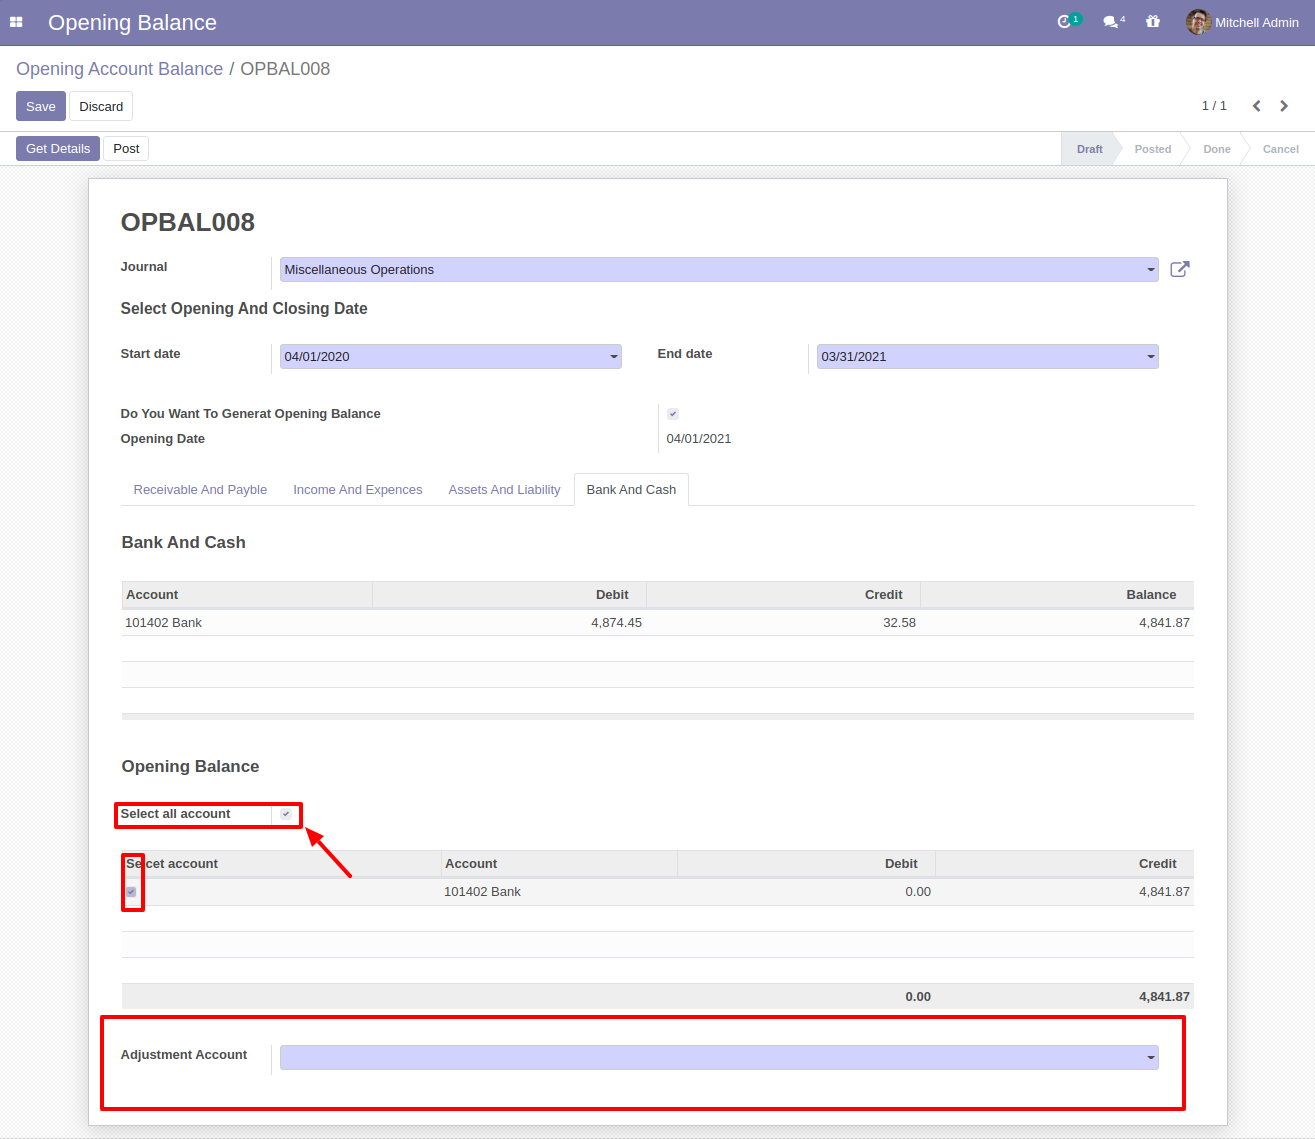 Opening Balance
1
4
Mitchell Admin
Opening Account Balance / OPBAL008
Save Discard
1 / 1
Get Details Post
Draft Posted Done Cancel
OPBAL008
Journal Miscellaneous Operations
Select Opening And Closing Date
Start date 04/01/2020 End date 03/31/2021
Do You Want To Generat Opening Balance
Opening Date 04/01/2021
Receivable And Payble Income And Expences Assets And Liability Bank And Cash
Bank And Cash
Account Debit Credit Balance
101402 Bank 4,874.45 32.58 4,841.87
Opening Balance
Select all account
Selcet account Account Debit Credit
101402 Bank 0.00 4,841.87
0.00 4,841.87
Adjustment Account